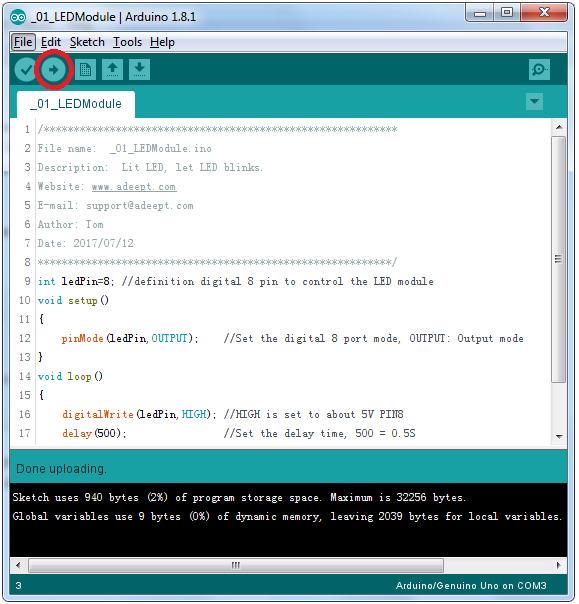 _01_LEDModule | Arduino 1.8.1
File Edit Sketch Tools Help
_01_LEDModule
1 /***********************************************************
2 File name: _01_LEDModule.ino
3 Description: Lit LED, let LED blinks.
4 Website: www.adeept.com
5 E-mail: support@adeept.com
6 Author: Tom
7 Date: 2017/07/12
8 ***********************************************************/
9 int ledPin=8; //definition digital 8 pin to control the LED module
10 void setup()
11 {
12 pinMode(ledPin,OUTPUT); //Set the digital 8 port mode, OUTPUT: Output mode
13 }
14 void loop()
15 {
16 digitalWrite(ledPin,HIGH); //HIGH is set to about 5V PIN8
17 delay(500); //Set the delay time, 500 = 0.5S
Done uploading.
Sketch uses 940 bytes (2%) of program storage space. Maximum is 32256 bytes.
Global variables use 9 bytes (0%) of dynamic memory, leaving 2039 bytes for local variables.
3 Arduino/Genuino Uno on COM3